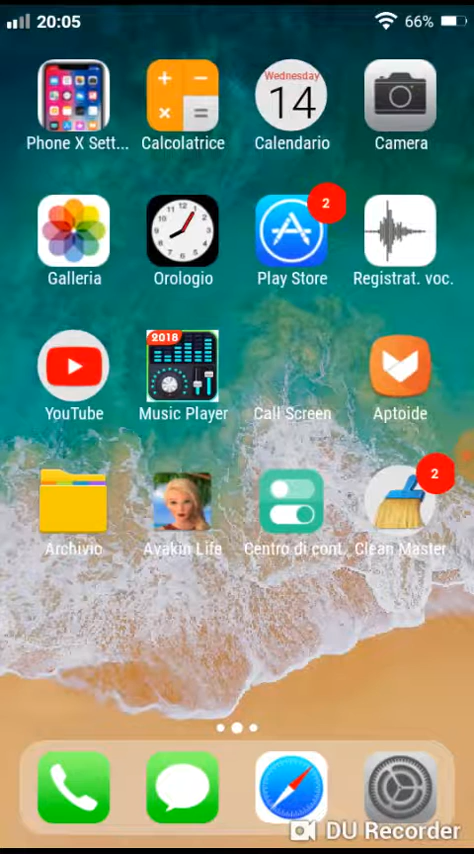 20:05 66%
Phone X Sett... Calcolatrice Calendario Camera
Wednesday
14
Galleria Orologio Play Store Registrat. voc.
2
YouTube Music Player Call Screen Aptoide
2018
Archivio Avakin Life Centro di cont.. Clean Master
2
DU Recorder